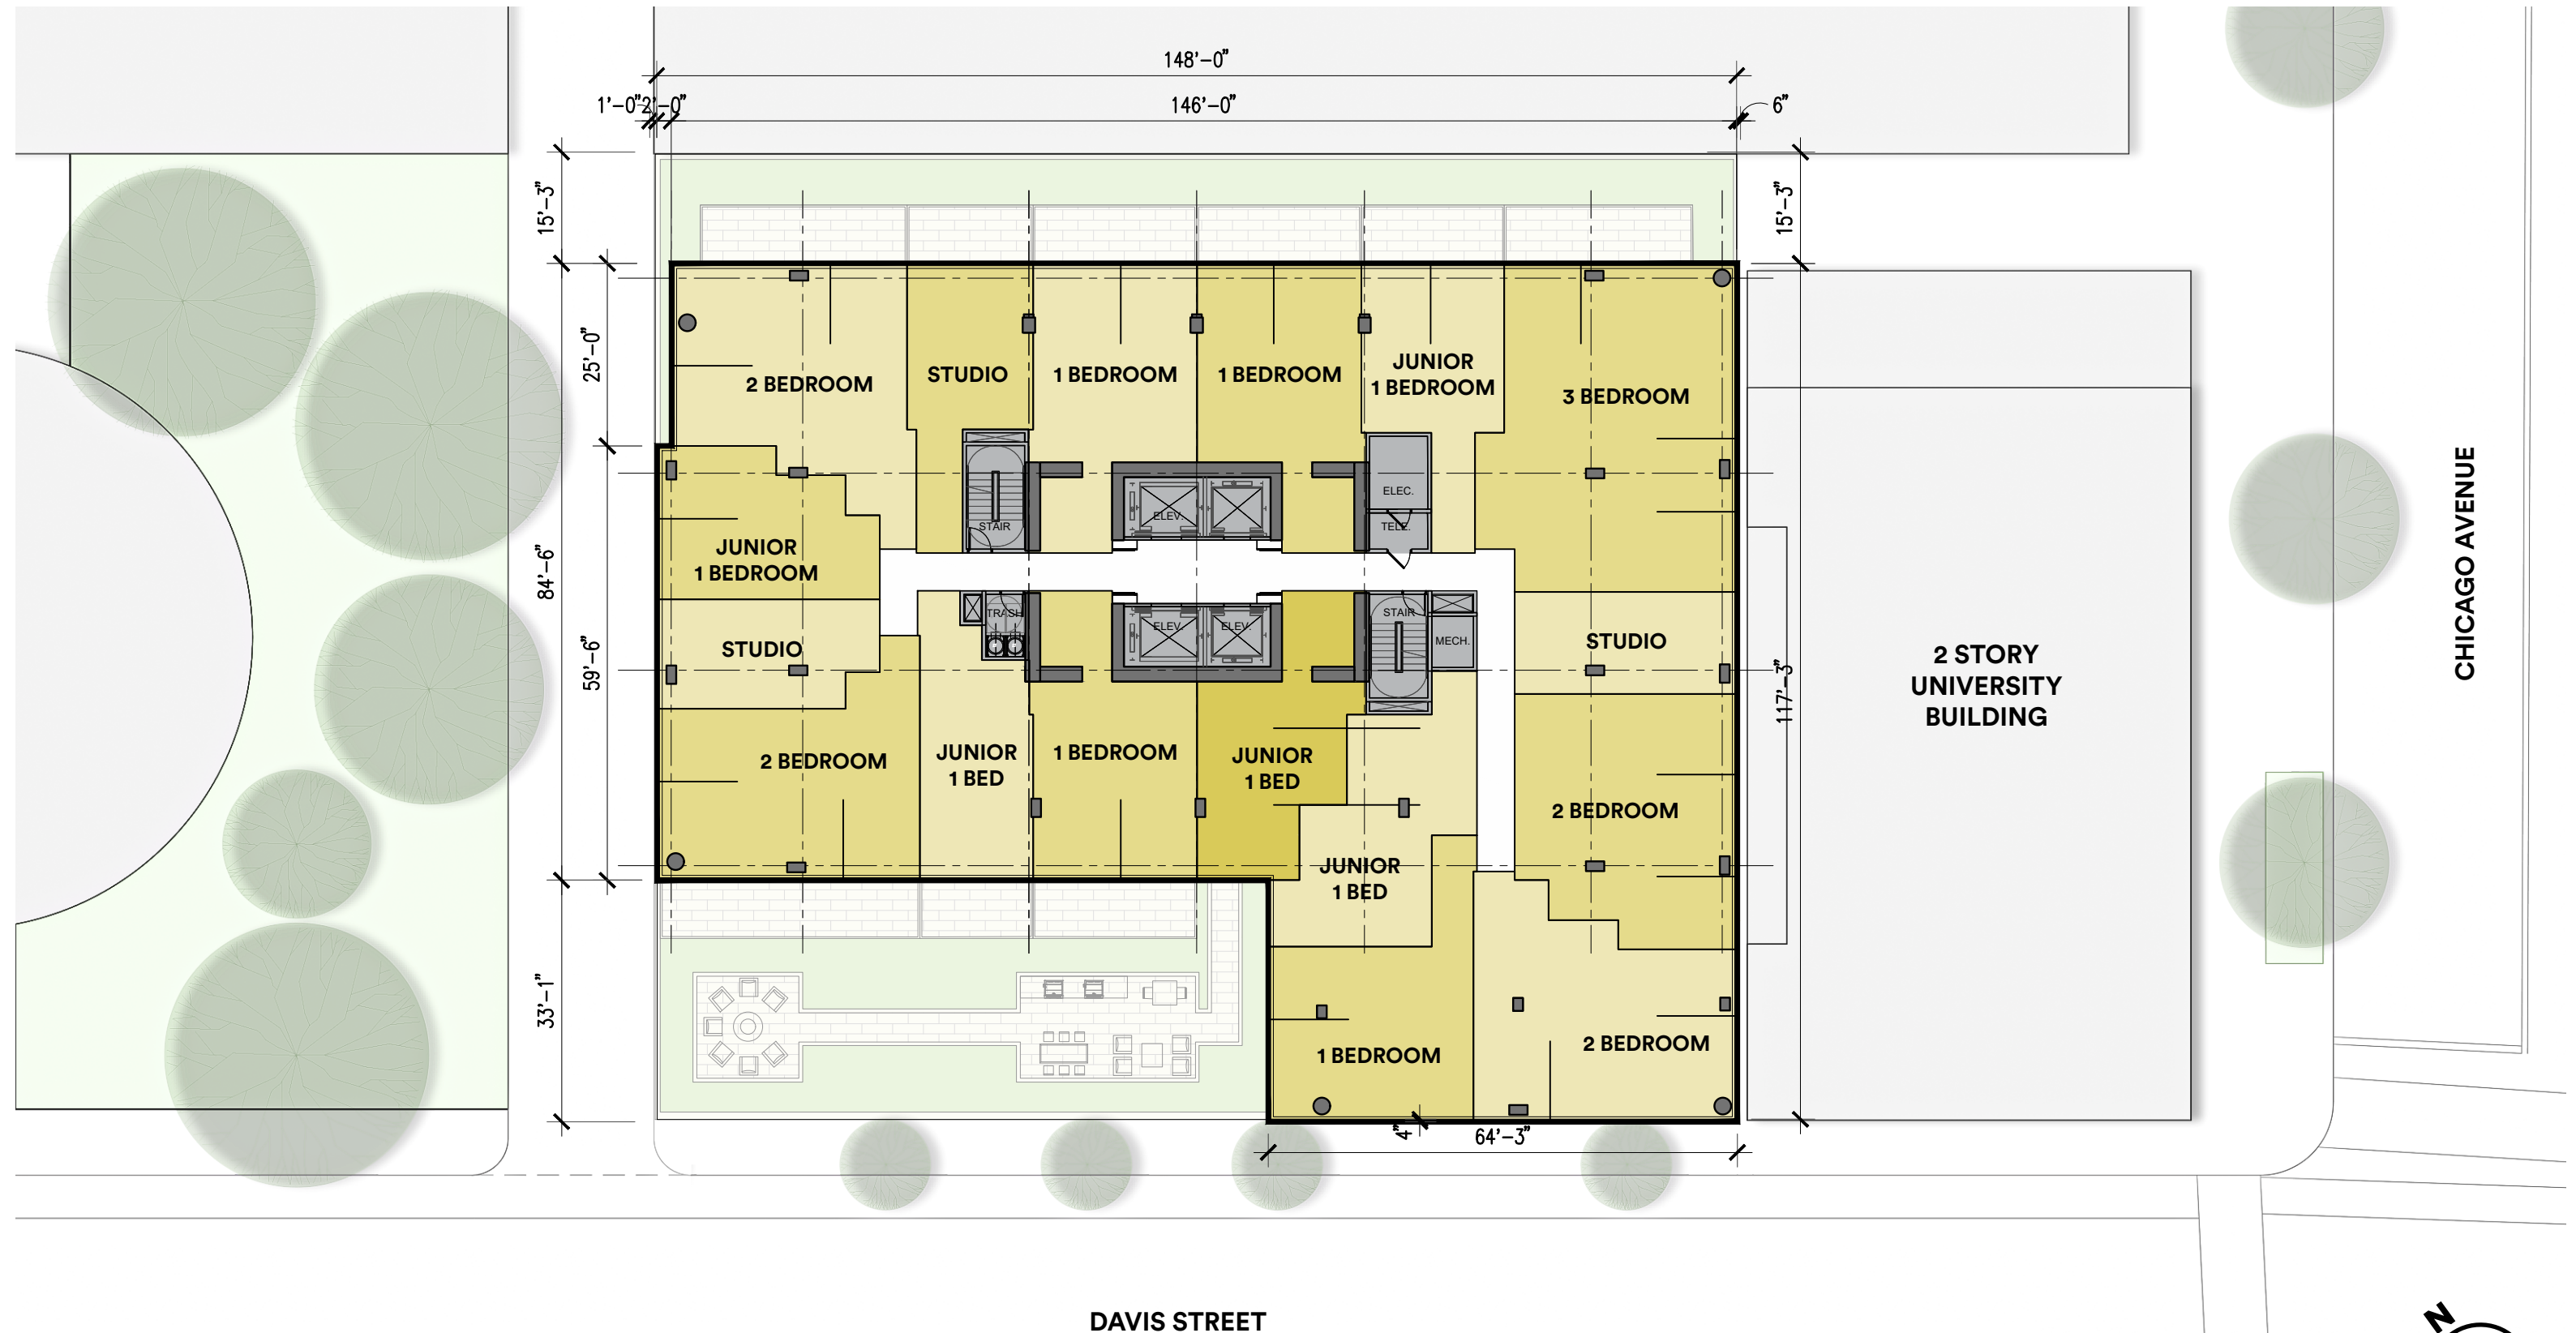 148'-0"
1'-0"
2'-0"
146'-0"
6"
15'-3"
15'-3"
25'-0"
84'-6"
59'-6"
33'-1"
117'-3"
2 BEDROOM
STUDIO
1 BEDROOM
1 BEDROOM
JUNIOR
1 BEDROOM
3 BEDROOM
STAIR
ELEV.
ELEC.
TELE.
JUNIOR
1 BEDROOM
STUDIO
TRASH
ELEV.
ELEV.
STAIR
MECH.
STUDIO
2 BEDROOM
JUNIOR
1 BED
1 BEDROOM
JUNIOR
1 BED
2 BEDROOM
JUNIOR
1 BED
1 BEDROOM
2 BEDROOM
4"
64'-3"
2 STORY
UNIVERSITY
BUILDING
CHICAGO AVENUE
DAVIS STREET
N